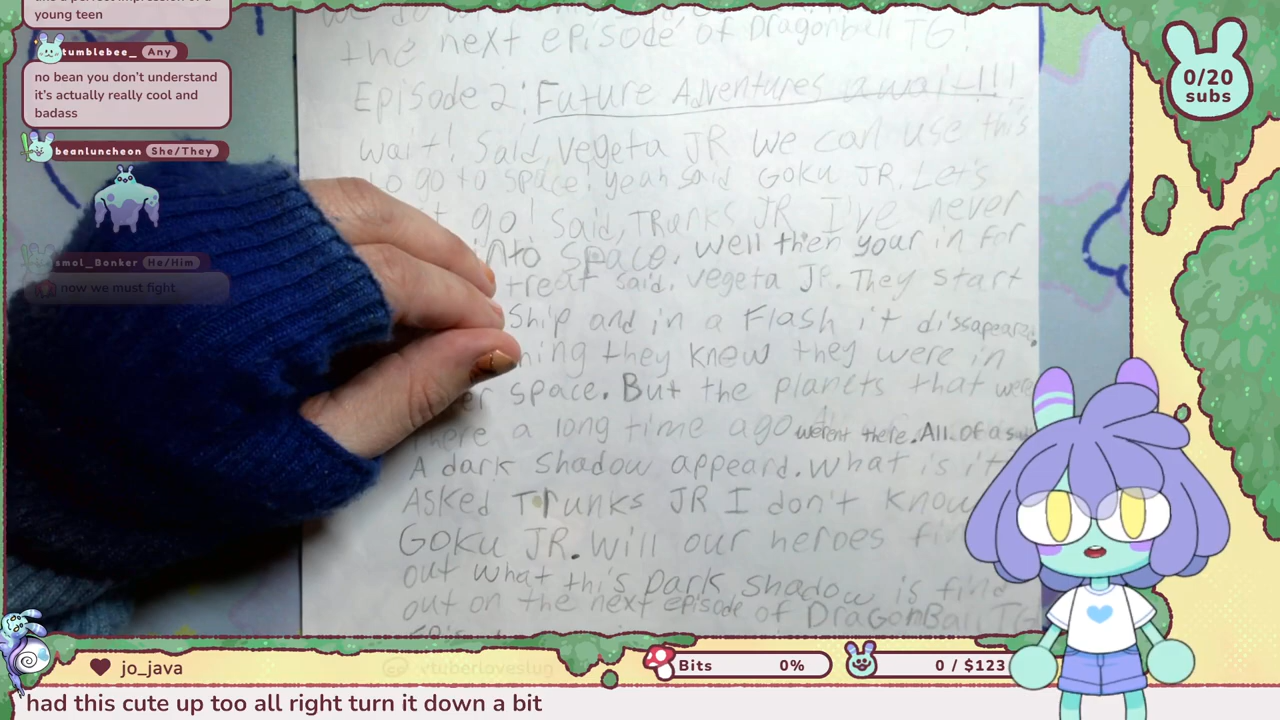 young teen
tumblebee_ Any
no bean you don't understand
it's actually really cool and
badass
beanluncheon She/They
smol_Bonker He/Him
now we must fight
the next episode of Dragonball TG!
Episode 2: Future Adventures await!!!
wait! Said, Vegeta JR we can use this
to go to space! yeah said Goku JR. Let's
go! Said, Trunks JR I've never
into Space. Well then your in for
treat said, vegeta Jr. They start
Ship and in a Flash it dissapears.
they knew they were in
space. But the planets that were
there a long time ago werent there. All of a
A dark Shadow appeard. What is it
Asked Trunks JR I don't know
Goku JR. Will our heroes
out what this Dark Shadow is find
out on the next episode of DragonBall TG
0/20
subs
jo_java
vtuberloveslug
Bits 0%
0 / $123
had this cute up too all right turn it down a bit